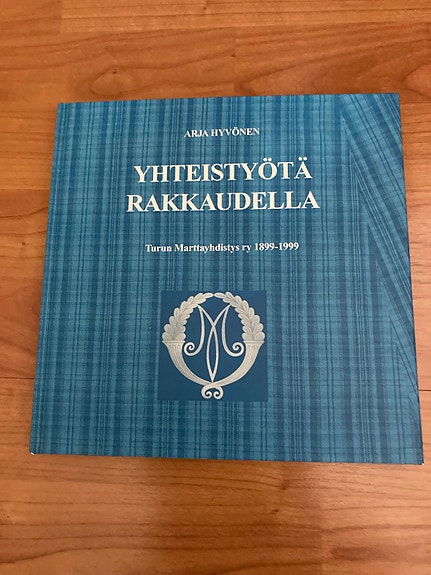 ARJA HYVÖNEN
YHTEISTYÖTÄ
RAKKAUDELLA
Turun Marttayhdistys ry 1899-1999
M